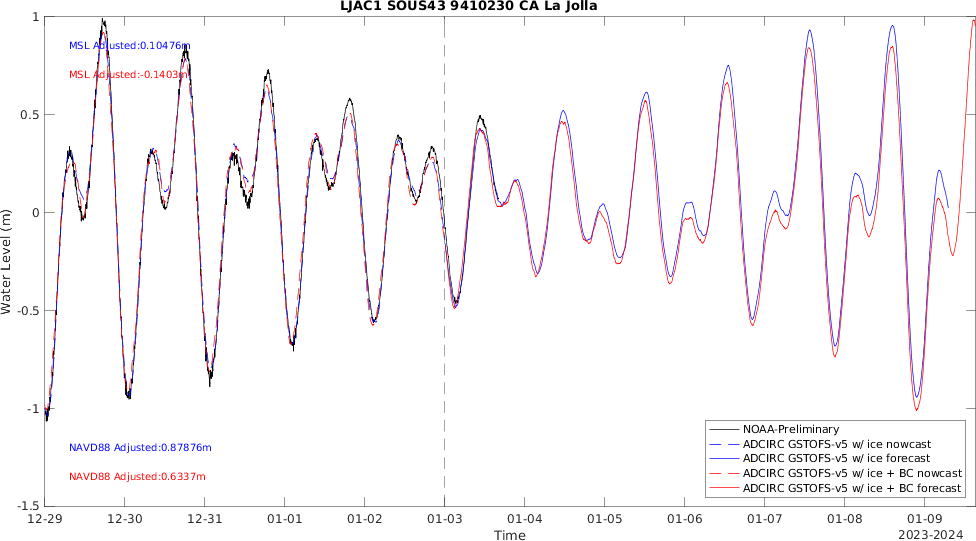 LJAC1 SOUS43 9410230 CA La Jolla
1
0.5
0
-0.5
-1
-1.5
Water Level (m)
MSL Adjusted:0.10476m
MSL Adjusted:-0.1403m
NAVD88 Adjusted:0.87876m
NAVD88 Adjusted:0.6337m
NOAA-Preliminary
ADCIRC GSTOFS-v5 w/ ice nowcast
ADCIRC GSTOFS-v5 w/ ice forecast
ADCIRC GSTOFS-v5 w/ ice + BC nowcast
ADCIRC GSTOFS-v5 w/ ice + BC forecast
12-29 12-30 12-31 01-01 01-02 01-03 01-04 01-05 01-06 01-07 01-08 01-09
Time
2023-2024